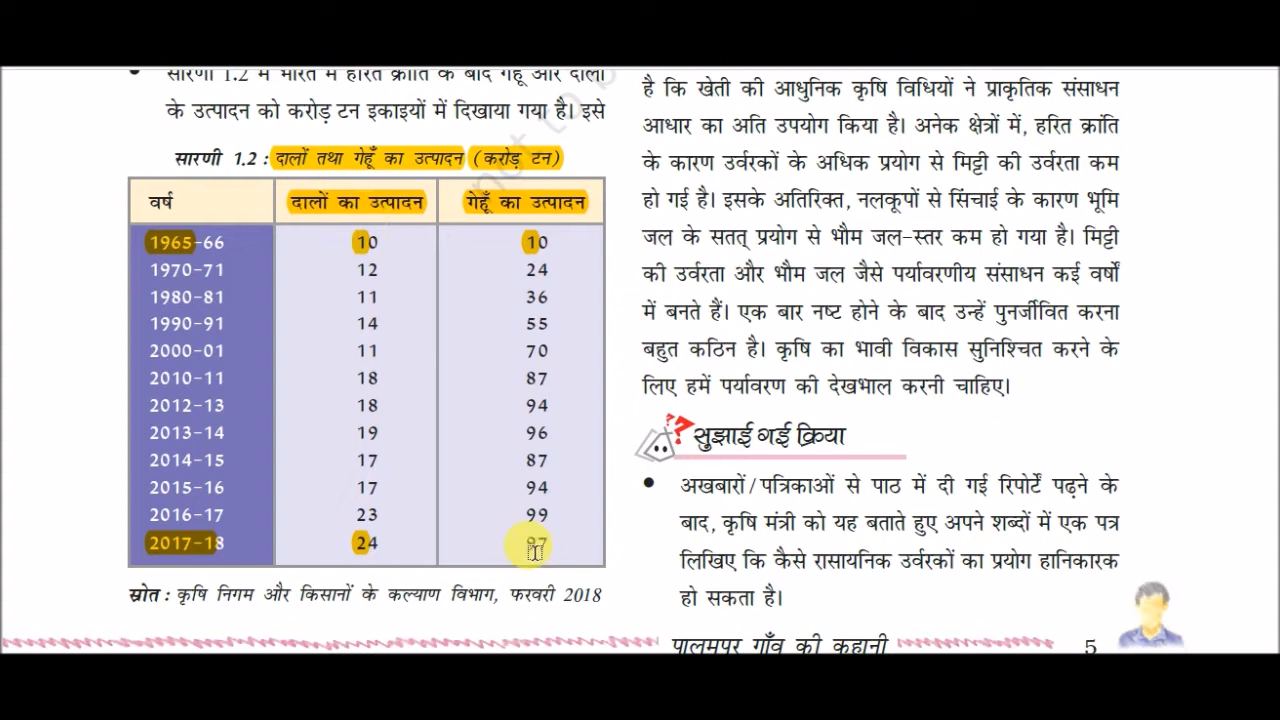 सारणी 1.2 में भारत में हरित क्रांति के बाद गेहूँ और दालों
के उत्पादन को करोड़ टन इकाइयों में दिखाया गया है। इसे
सारणी 1.2 : दालों तथा गेहूँ का उत्पादन (करोड़ टन)
वर्ष दालों का उत्पादन गेहूँ का उत्पादन
1965-66 10 10
1970-71 12 24
1980-81 11 36
1990-91 14 55
2000-01 11 70
2010-11 18 87
2012-13 18 94
2013-14 19 96
2014-15 17 87
2015-16 17 94
2016-17 23 99
2017-18 24
स्रोत : कृषि निगम और किसानों के कल्याण विभाग, फरवरी 2018
not to b
है कि खेती की आधुनिक कृषि विधियों ने प्राकृतिक संसाधन
आधार का अति उपयोग किया है। अनेक क्षेत्रों में, हरित क्रांति
के कारण उर्वरकों के अधिक प्रयोग से मिट्टी की उर्वरता कम
हो गई है। इसके अतिरिक्त, नलकूपों से सिंचाई के कारण भूमि
जल के सतत् प्रयोग से भौम जल-स्तर कम हो गया है। मिट्टी
की उर्वरता और भौम जल जैसे पर्यावरणीय संसाधन कई वर्षों
में बनते हैं। एक बार नष्ट होने के बाद उन्हें पुनर्जीवित करना
बहुत कठिन है। कृषि का भावी विकास सुनिश्चित करने के
लिए हमें पर्यावरण की देखभाल करनी चाहिए।
सुझाई गई क्रिया
अखबारों/पत्रिकाओं से पाठ में दी गई रिपोर्टें पढ़ने के
बाद, कृषि मंत्री को यह बताते हुए अपने शब्दों में एक पत्र
लिखिए कि कैसे रासायनिक उर्वरकों का प्रयोग हानिकारक
हो सकता है।
पालमपुर गाँव की कहानी 5